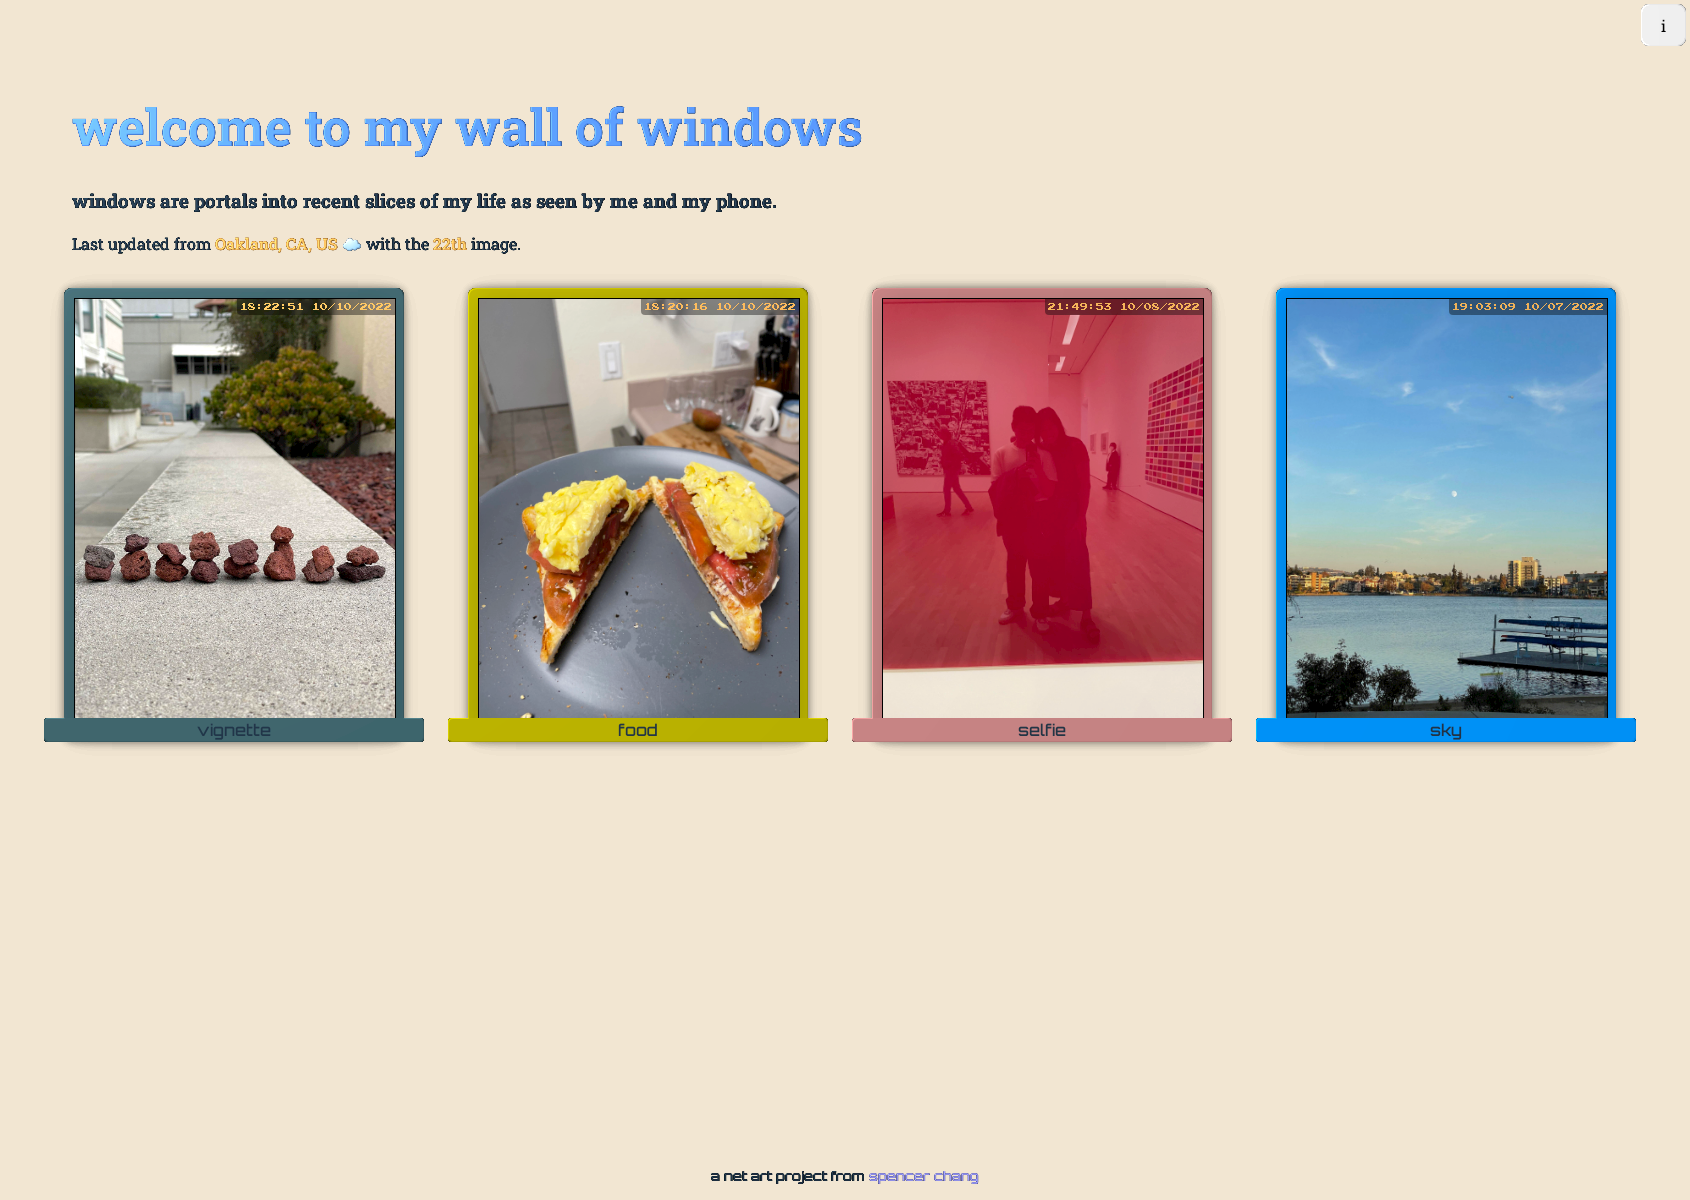 i
welcome to my wall of windows
windows are portals into recent slices of my life as seen by me and my phone.
Last updated from Oakland, CA, US ☁️ with the 22th image.
18:22:51 10/10/2022
18:20:16 10/10/2022
21:49:53 10/08/2022
19:03:09 10/07/2022
vignette
food
selfie
sky
a net art project from spencer chang